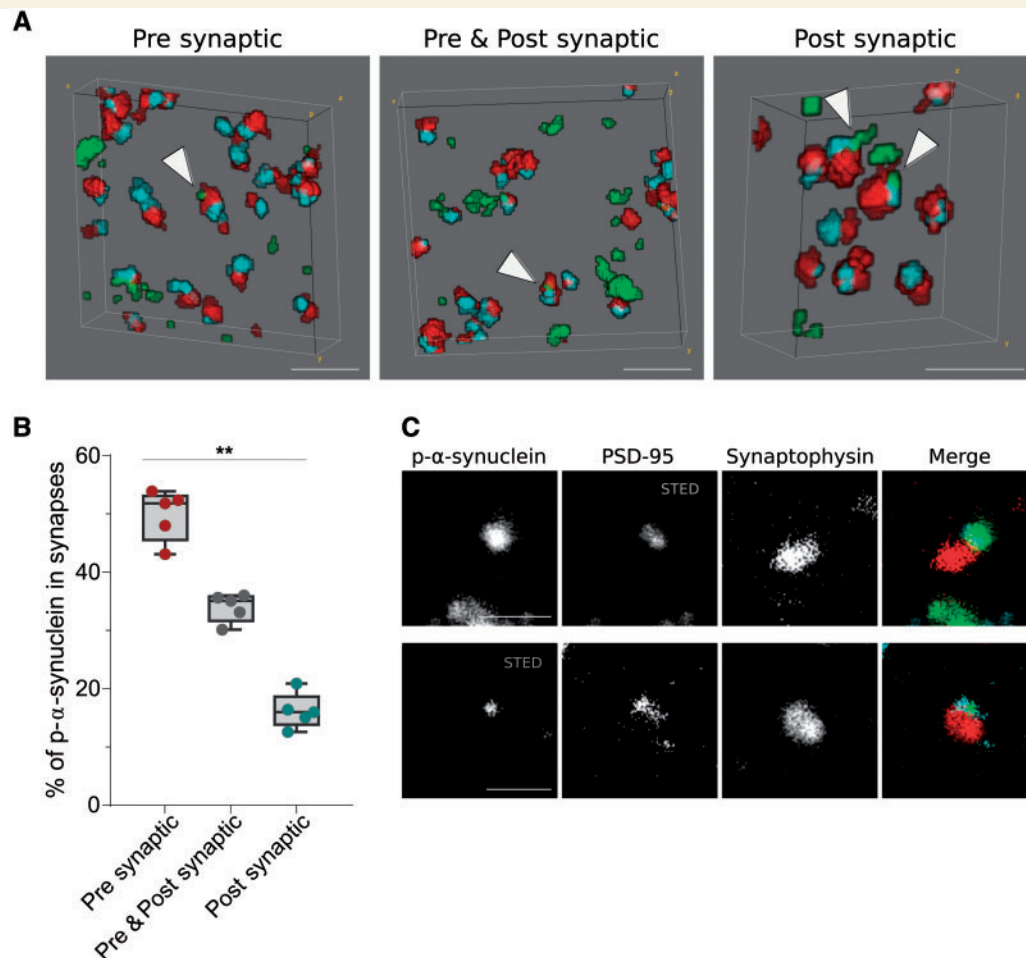 A
Pre synaptic
Pre & Post synaptic
Post synaptic
B
% of p-α-synuclein in synapses
60
40
20
0
**
Pre synaptic
Pre & Post synaptic
Post synaptic
C
p-α-synuclein
PSD-95
Synaptophysin
Merge
STED
STED